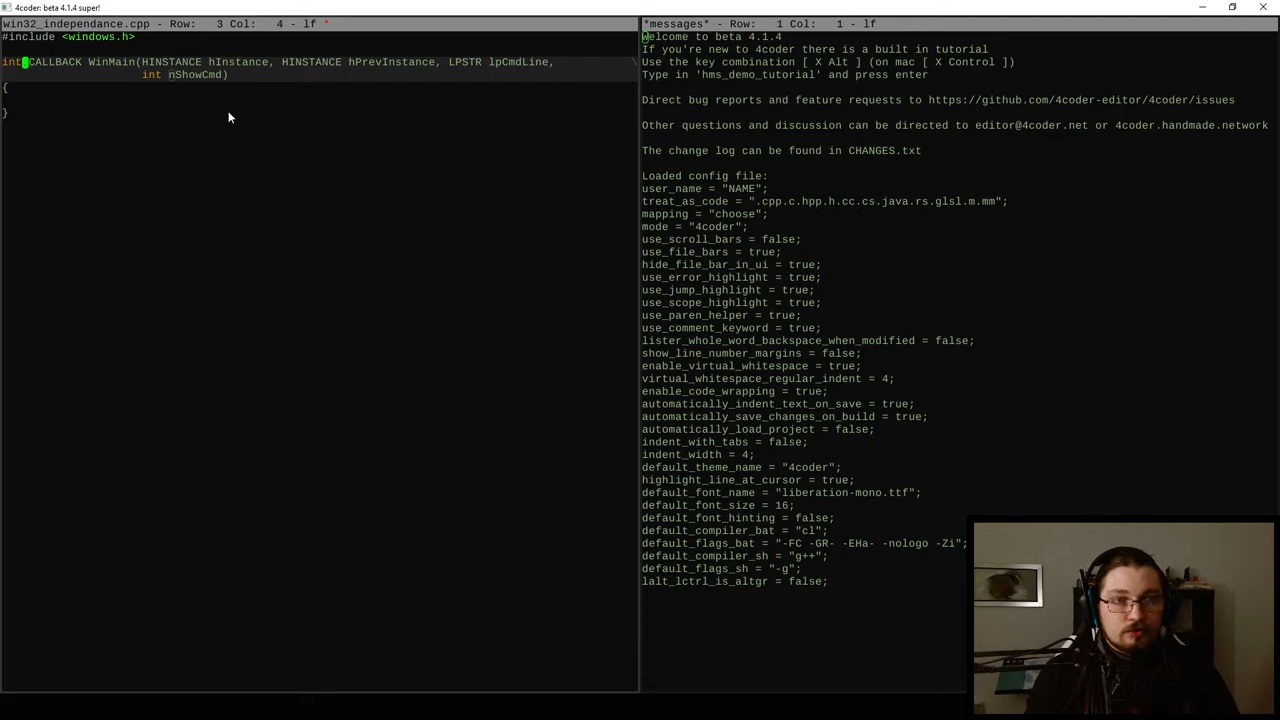 4coder: beta 4.1.4 super!
win32_independance.cpp - Row: 3 Col: 4 - lf *
#include <windows.h>
int CALLBACK WinMain(HINSTANCE hInstance, HINSTANCE hPrevInstance, LPSTR lpCmdLine, \
int nShowCmd)
{
}
*messages* - Row: 1 Col: 1 - lf
Welcome to beta 4.1.4
If you're new to 4coder there is a built in tutorial
Use the key combination [ X Alt ] (on mac [ X Control ])
Type in 'hms_demo_tutorial' and press enter
Direct bug reports and feature requests to https://github.com/4coder-editor/4coder/issues
Other questions and discussion can be directed to editor@4coder.net or 4coder.handmade.network
The change log can be found in CHANGES.txt
Loaded config file:
user_name = "NAME";
treat_as_code = ".cpp.c.hpp.h.cc.cs.java.rs.glsl.m.mm";
mapping = "choose";
mode = "4coder";
use_scroll_bars = false;
use_file_bars = true;
hide_file_bar_in_ui = true;
use_error_highlight = true;
use_jump_highlight = true;
use_scope_highlight = true;
use_paren_helper = true;
use_comment_keyword = true;
lister_whole_word_backspace_when_modified = false;
show_line_number_margins = false;
enable_virtual_whitespace = true;
virtual_whitespace_regular_indent = 4;
enable_code_wrapping = true;
automatically_indent_text_on_save = true;
automatically_save_changes_on_build = true;
automatically_load_project = false;
indent_with_tabs = false;
indent_width = 4;
default_theme_name = "4coder";
highlight_line_at_cursor = true;
default_font_name = "liberation-mono.ttf";
default_font_size = 16;
default_font_hinting = false;
default_compiler_bat = "cl";
default_flags_bat = "-FC -GR- -EHa- -nologo -Zi";
default_compiler_sh = "g++";
default_flags_sh = "-g";
lalt_lctrl_is_altgr = false;